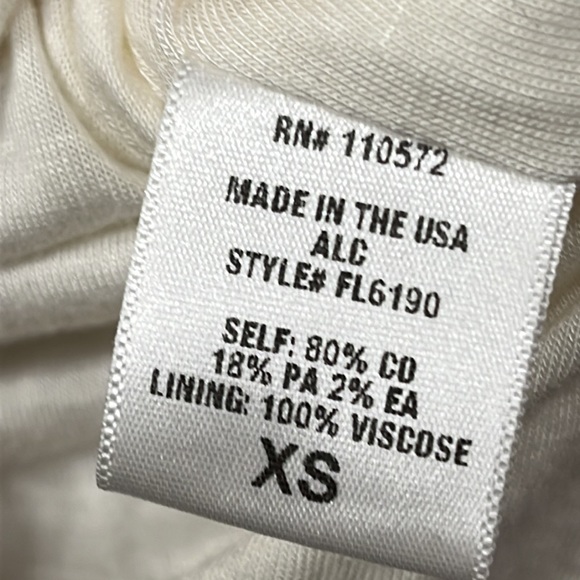 RN# 110572
MADE IN THE USA
ALC
STYLE# FL6190
SELF: 80% CO
18% PA 2% EA
LINING: 100% VISCOSE
XS